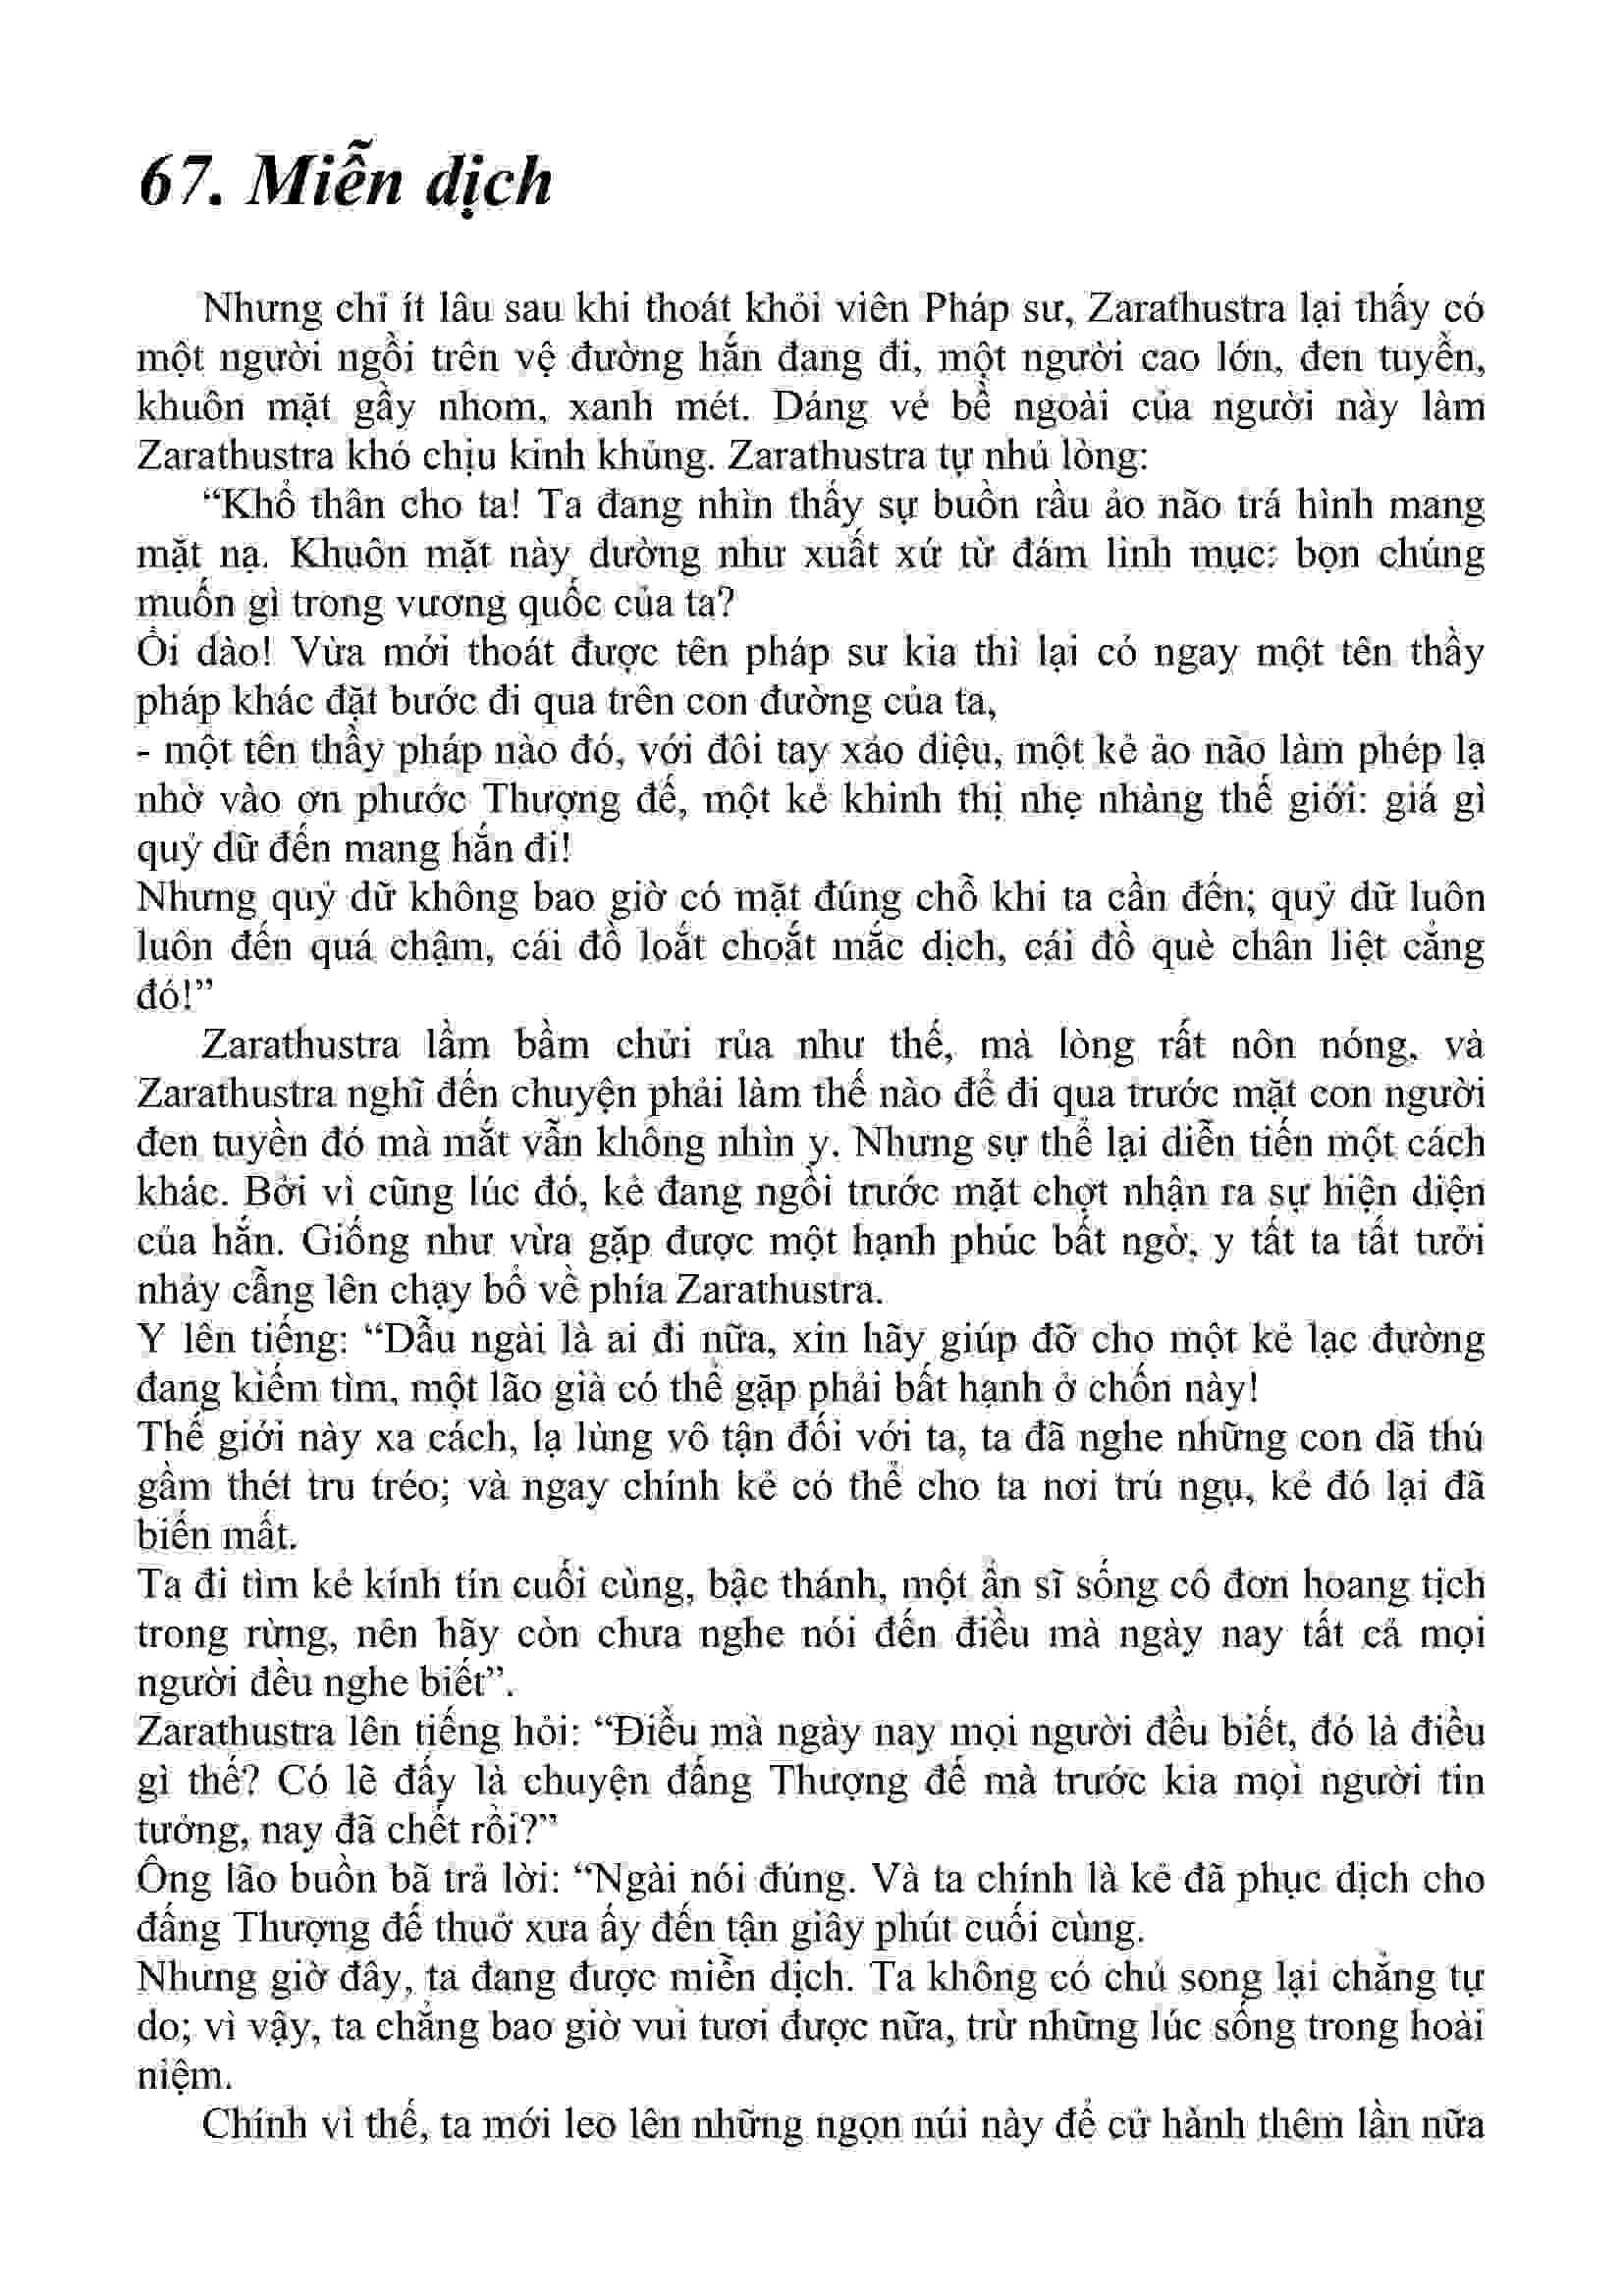 67. Miễn dịch
Nhưng chỉ ít lâu sau khi thoát khỏi viên Pháp sư, Zarathustra lại thấy có
một người ngồi trên vệ đường hắn đang đi, một người cao lớn, đen tuyền,
khuôn mặt gầy nhom, xanh mét. Dáng vẻ bề ngoài của người này làm
Zarathustra khó chịu kinh khủng. Zarathustra tự nhủ lòng:
“Khổ thân cho ta! Ta đang nhìn thấy sự buồn rầu ảo não trá hình mang
mặt nạ. Khuôn mặt này dường như xuất xứ từ đám linh mục: bọn chúng
muốn gì trong vương quốc của ta?
Ôi dào! Vừa mới thoát được tên pháp sư kia thì lại có ngay một tên thầy
pháp khác đặt bước đi qua trên con đường của ta,
- một tên thầy pháp nào đó, với đôi tay xảo diệu, một kẻ ảo não làm phép lạ
nhờ vào ơn phước Thượng đế, một kẻ khinh thị nhẹ nhàng thế giới: giá gì
quỷ dữ đến mang hắn đi!
Nhưng quỷ dữ không bao giờ có mặt đúng chỗ khi ta cần đến; quỷ dữ luôn
luôn đến quá chậm, cái đồ loắt choắt mắc dịch, cái đồ què chân liệt cẳng
đó!”
Zarathustra lầm bầm chửi rủa như thế, mà lòng rất nôn nóng, và
Zarathustra nghĩ đến chuyện phải làm thế nào để đi qua trước mặt con người
đen tuyền đó mà mắt vẫn không nhìn y. Nhưng sự thể lại diễn tiến một cách
khác. Bởi vì cũng lúc đó, kẻ đang ngồi trước mặt chợt nhận ra sự hiện diện
của hắn. Giống như vừa gặp được một hạnh phúc bất ngờ, y tất ta tất tưởi
nhảy cẫng lên chạy bổ về phía Zarathustra.
Y lên tiếng: “Dẫu ngài là ai đi nữa, xin hãy giúp đỡ cho một kẻ lạc đường
đang kiếm tìm, một lão già có thể gặp phải bất hạnh ở chốn này!
Thế giới này xa cách, lạ lùng vô tận đối với ta, ta đã nghe những con dã thú
gầm thét tru tréo; và ngay chính kẻ có thể cho ta nơi trú ngụ, kẻ đó lại đã
biến mất.
Ta đi tìm kẻ kính tín cuối cùng, bậc thánh, một ẩn sĩ sống cô đơn hoang tịch
trong rừng, nên hãy còn chưa nghe nói đến điều mà ngày nay tất cả mọi
người đều nghe biết”.
Zarathustra lên tiếng hỏi: “Điều mà ngày nay mọi người đều biết, đó là điều
gì thế? Có lẽ đấy là chuyện đấng Thượng đế mà trước kia mọi người tin
tưởng, nay đã chết rồi?”
Ông lão buồn bã trả lời: “Ngài nói đúng. Và ta chính là kẻ đã phục dịch cho
đấng Thượng đế thuở xưa ấy đến tận giây phút cuối cùng.
Nhưng giờ đây, ta đang được miễn dịch. Ta không có chủ song lại chẳng tự
do; vì vậy, ta chẳng bao giờ vui tươi được nữa, trừ những lúc sống trong hoài
niệm.
Chính vì thế, ta mới leo lên những ngọn núi này để cử hành thêm lần nữa